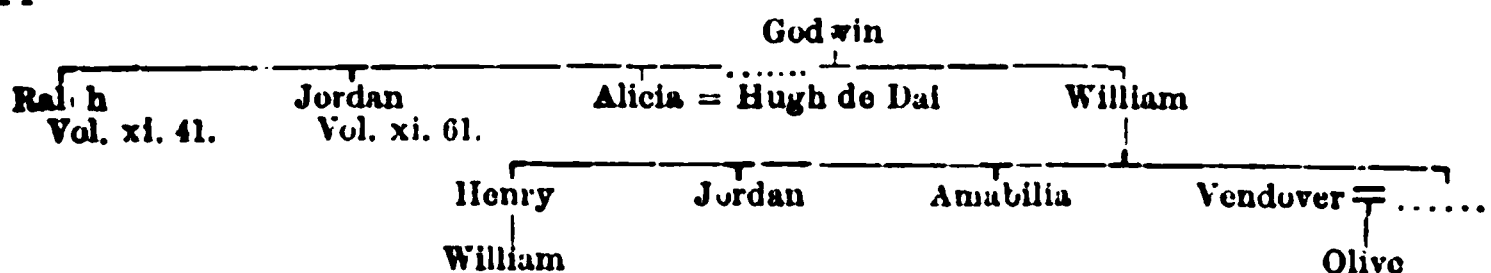 Godwin
Ralph Jordan Alicia = Hugh de Dai William
Vol. xi. 41. Vol. xi. 61.
Henry Jordan Amabilia Vendover = ......
William Olive